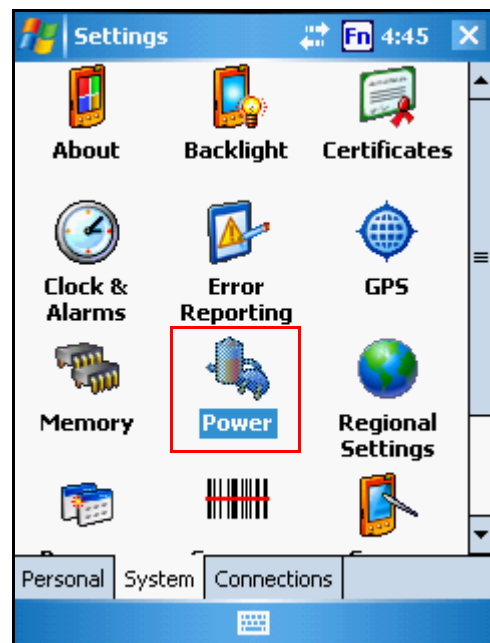 Settings Fn 4:45
About Backlight Certificates
Clock & Error GPS
Alarms Reporting
Memory Power Regional
Settings
Personal System Connections